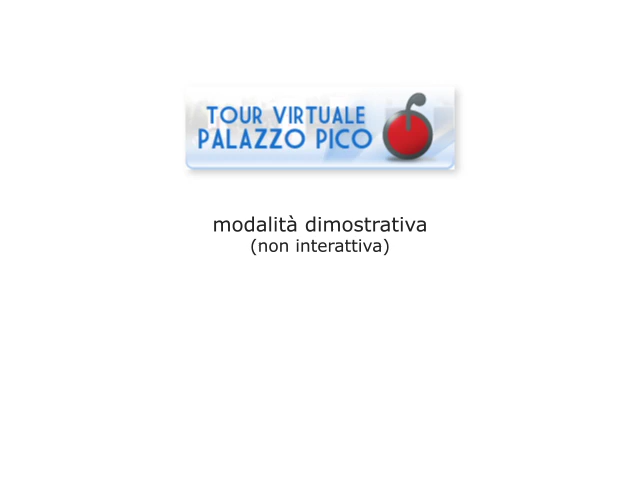 TOUR VIRTUALE
PALAZZO PICO
modalità dimostrativa
(non interattiva)